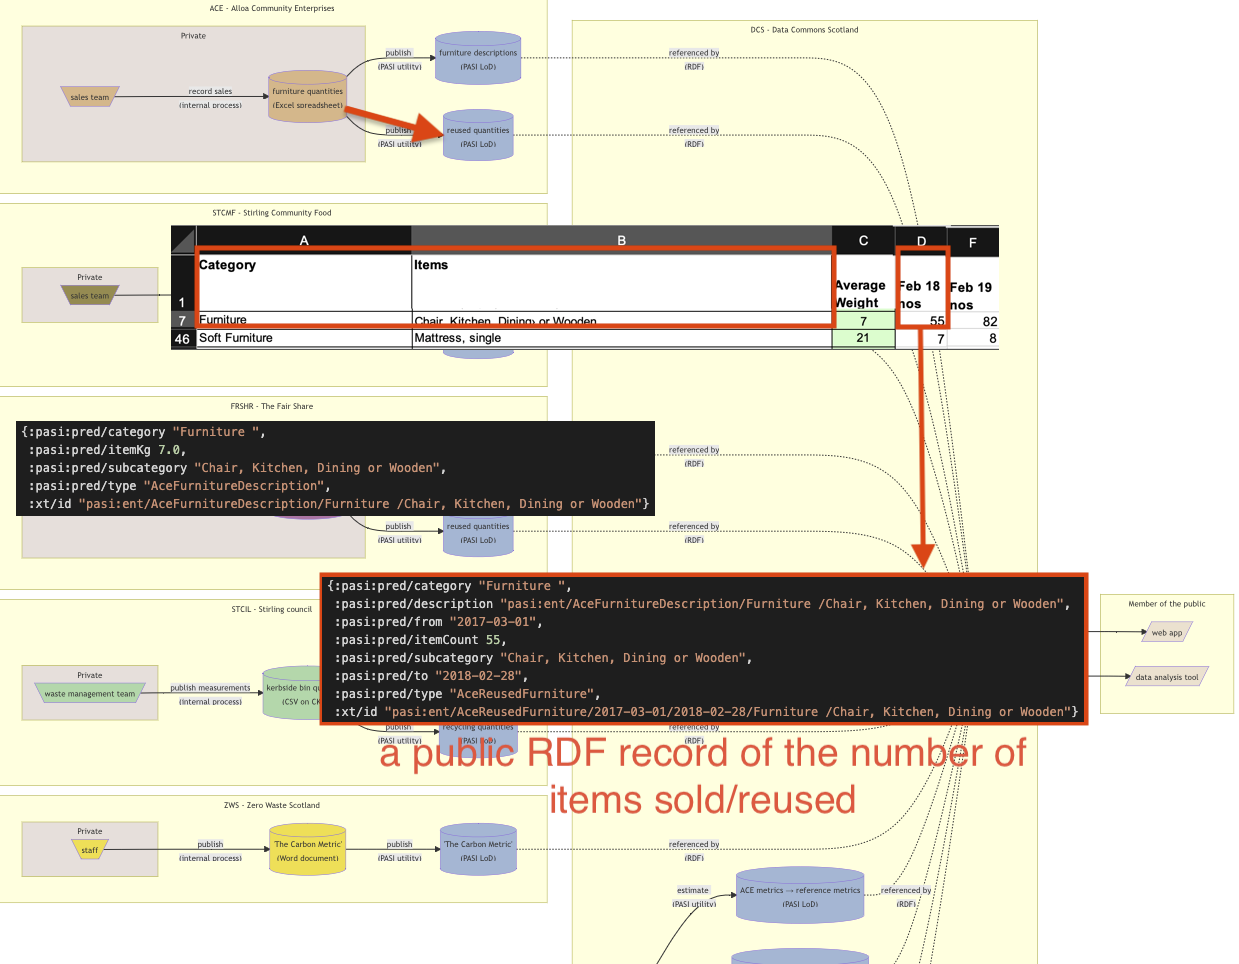 ACE - Alloa Community Enterprises
Private
sales team
record sales
(internal process)
furniture quantities
(Excel spreadsheet)
publish
(PASI utility)
furniture descriptions
(PASI LoD)
publish
(PASI utility)
reused quantities
(PASI LoD)
DCS - Data Commons Scotland
referenced by
(RDF)
referenced by
(RDF)
STCMF - Stirling Community Food
Private
sales team
A B C D F
1 Category Items Average Weight Feb 18 nos Feb 19 nos
7 Furniture Chair, Kitchen, Dining or Wooden 7 55 82
46 Soft Furniture Mattress, single 21 7 8
FRSHR - The Fair Share
{:pasi:pred/category "Furniture ",
:pasi:pred/itemKg 7.0,
:pasi:pred/subcategory "Chair, Kitchen, Dining or Wooden",
:pasi:pred/type "AceFurnitureDescription",
:xt/id "pasi:ent/AceFurnitureDescription/Furniture /Chair, Kitchen, Dining or Wooden"}
referenced by
(RDF)
publish
(PASI utility)
reused quantities
(PASI LoD)
referenced by
(RDF)
STCIL - Stirling council
Private
waste management team
publish measurements
(internal process)
kerbside bin
(CSV on
{:pasi:pred/category "Furniture ",
:pasi:pred/description "pasi:ent/AceFurnitureDescription/Furniture /Chair, Kitchen, Dining or Wooden",
:pasi:pred/from "2017-03-01",
:pasi:pred/itemCount 55,
:pasi:pred/subcategory "Chair, Kitchen, Dining or Wooden",
:pasi:pred/to "2018-02-28",
:pasi:pred/type "AceReusedFurniture",
:xt/id "pasi:ent/AceReusedFurniture/2017-03-01/2018-02-28/Furniture /Chair, Kitchen, Dining or Wooden"}
Member of the public
web app
data analysis tool
publish
(PASI utility)
recycling quantities
(PASI LoD)
referenced by
(RDF)
a public RDF record of the number of
items sold/reused
ZWS - Zero Waste Scotland
Private
staff
publish
(internal process)
'The Carbon Metric'
(Word document)
publish
(PASI utility)
'The Carbon Metric'
(PASI LoD)
referenced by
(RDF)
estimate
(PASI utility)
ACE metrics → reference metrics
(PASI LoD)
referenced by
(RDF)